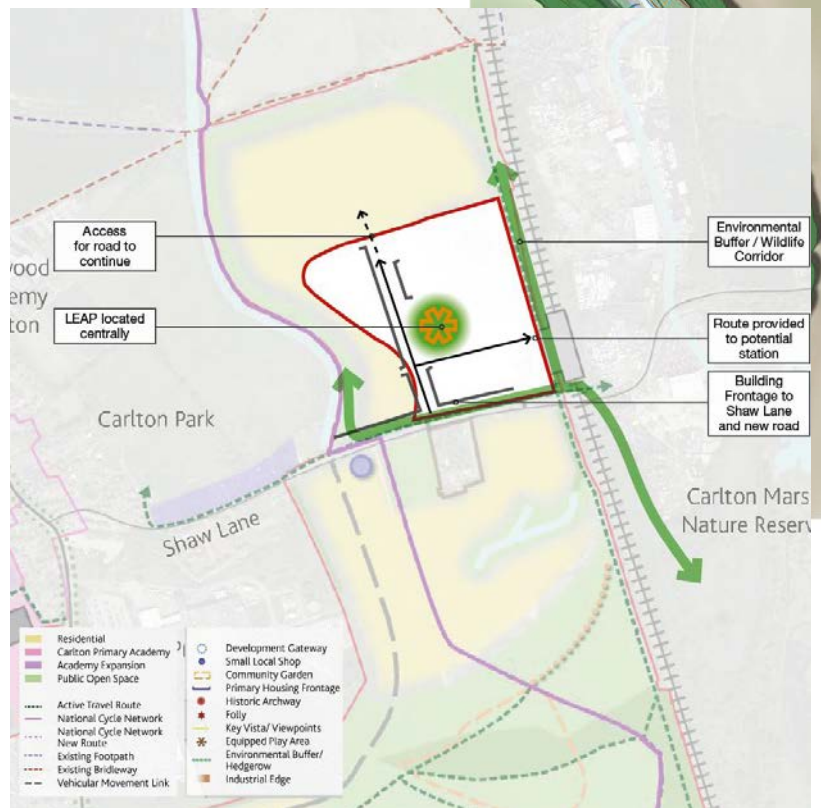 Access
for road to
continue
LEAP located
centrally
Environmental
Buffer / Wildlife
Corridor
Route provided
to potential
station
Building
Frontage to
Shaw Lane
and new road
ood
emy
ton
Carlton Park
Shaw Lane
Carlton Mars
Nature Reserv
Residential
Carlton Primary Academy
Academy Expansion
Public Open Space
Active Travel Route
National Cycle Network
National Cycle Network
New Route
Existing Footpath
Existing Bridleway
Vehicular Movement Link
Development Gateway
Small Local Shop
Community Garden
Primary Housing Frontage
Historic Archway
Folly
Key Vista/ Viewpoints
Equipped Play Area
Environmental Buffer/
Hedgerow
Industrial Edge